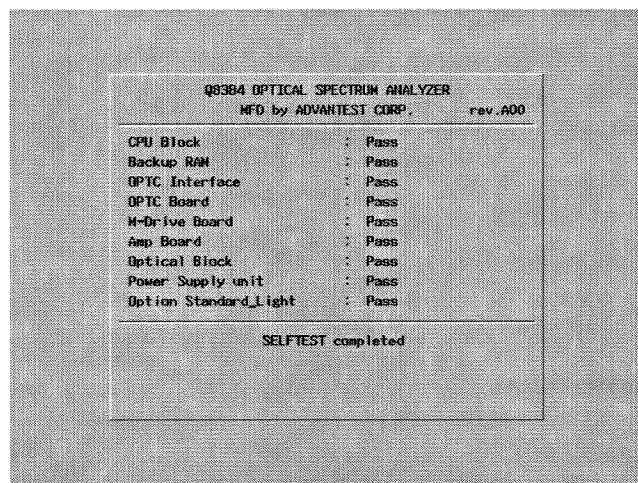 Q8384 OPTICAL SPECTRUM ANALYZER
MFD by ADVANTEST CORP. rev.A00
CPU Block : Pass
Backup RAM : Pass
OPTC Interface : Pass
OPTC Board : Pass
M-Drive Board : Pass
Amp Board : Pass
Optical Block : Pass
Power Supply unit : Pass
Option Standard_Light : Pass
SELFTEST completed